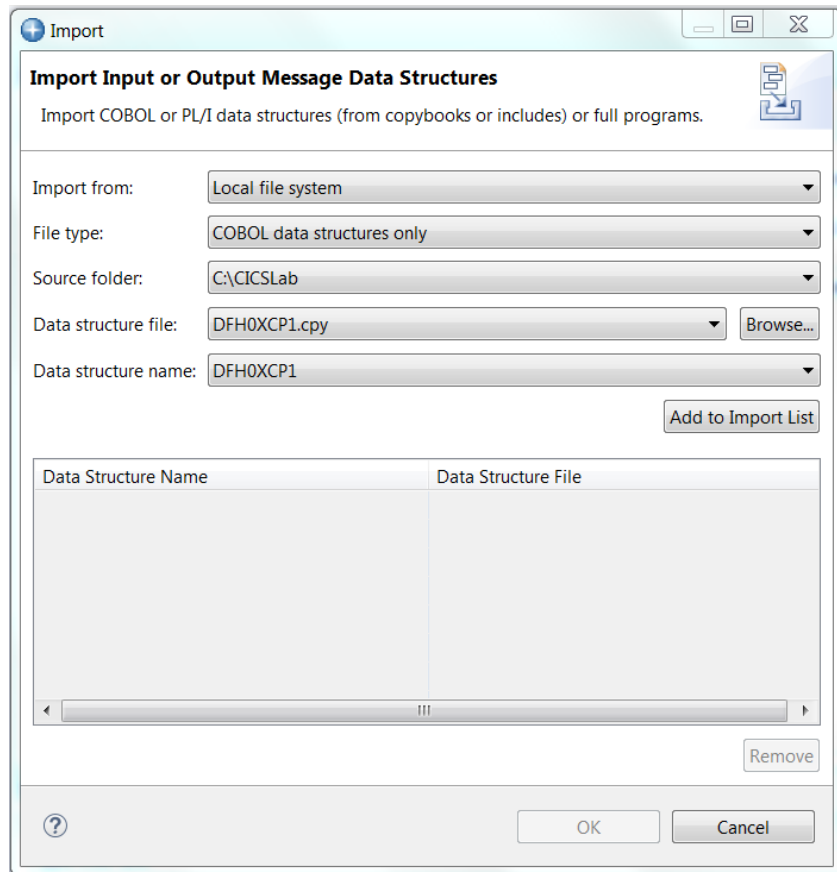 Import
Import Input or Output Message Data Structures
Import COBOL or PL/I data structures (from copybooks or includes) or full programs.
Import from: Local file system
File type: COBOL data structures only
Source folder: C:\CICSLab
Data structure file: DFH0XCP1.cpy Browse...
Data structure name: DFH0XCP1
Add to Import List
Data Structure Name Data Structure File
Remove
OK Cancel